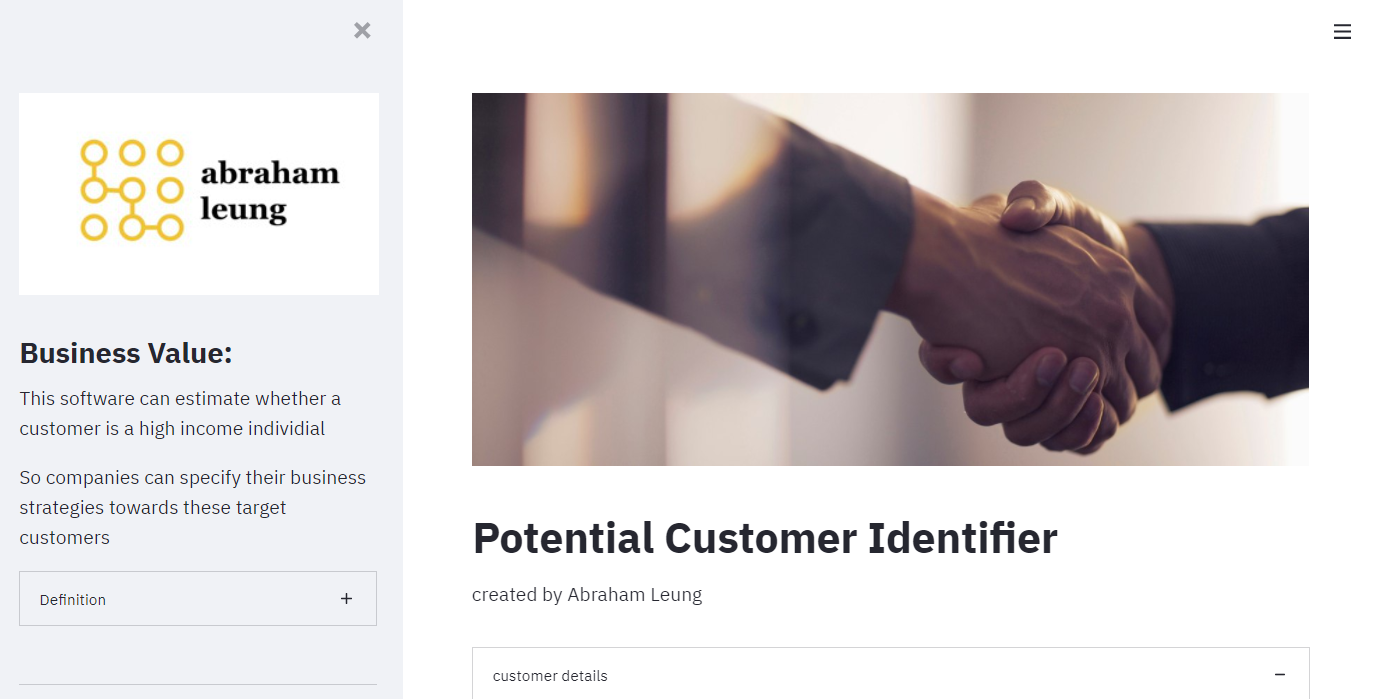 abraham
leung
Business Value:
This software can estimate whether a
customer is a high income individial
So companies can specify their business
strategies towards these target
customers
Definition
Potential Customer Identifier
created by Abraham Leung
customer details